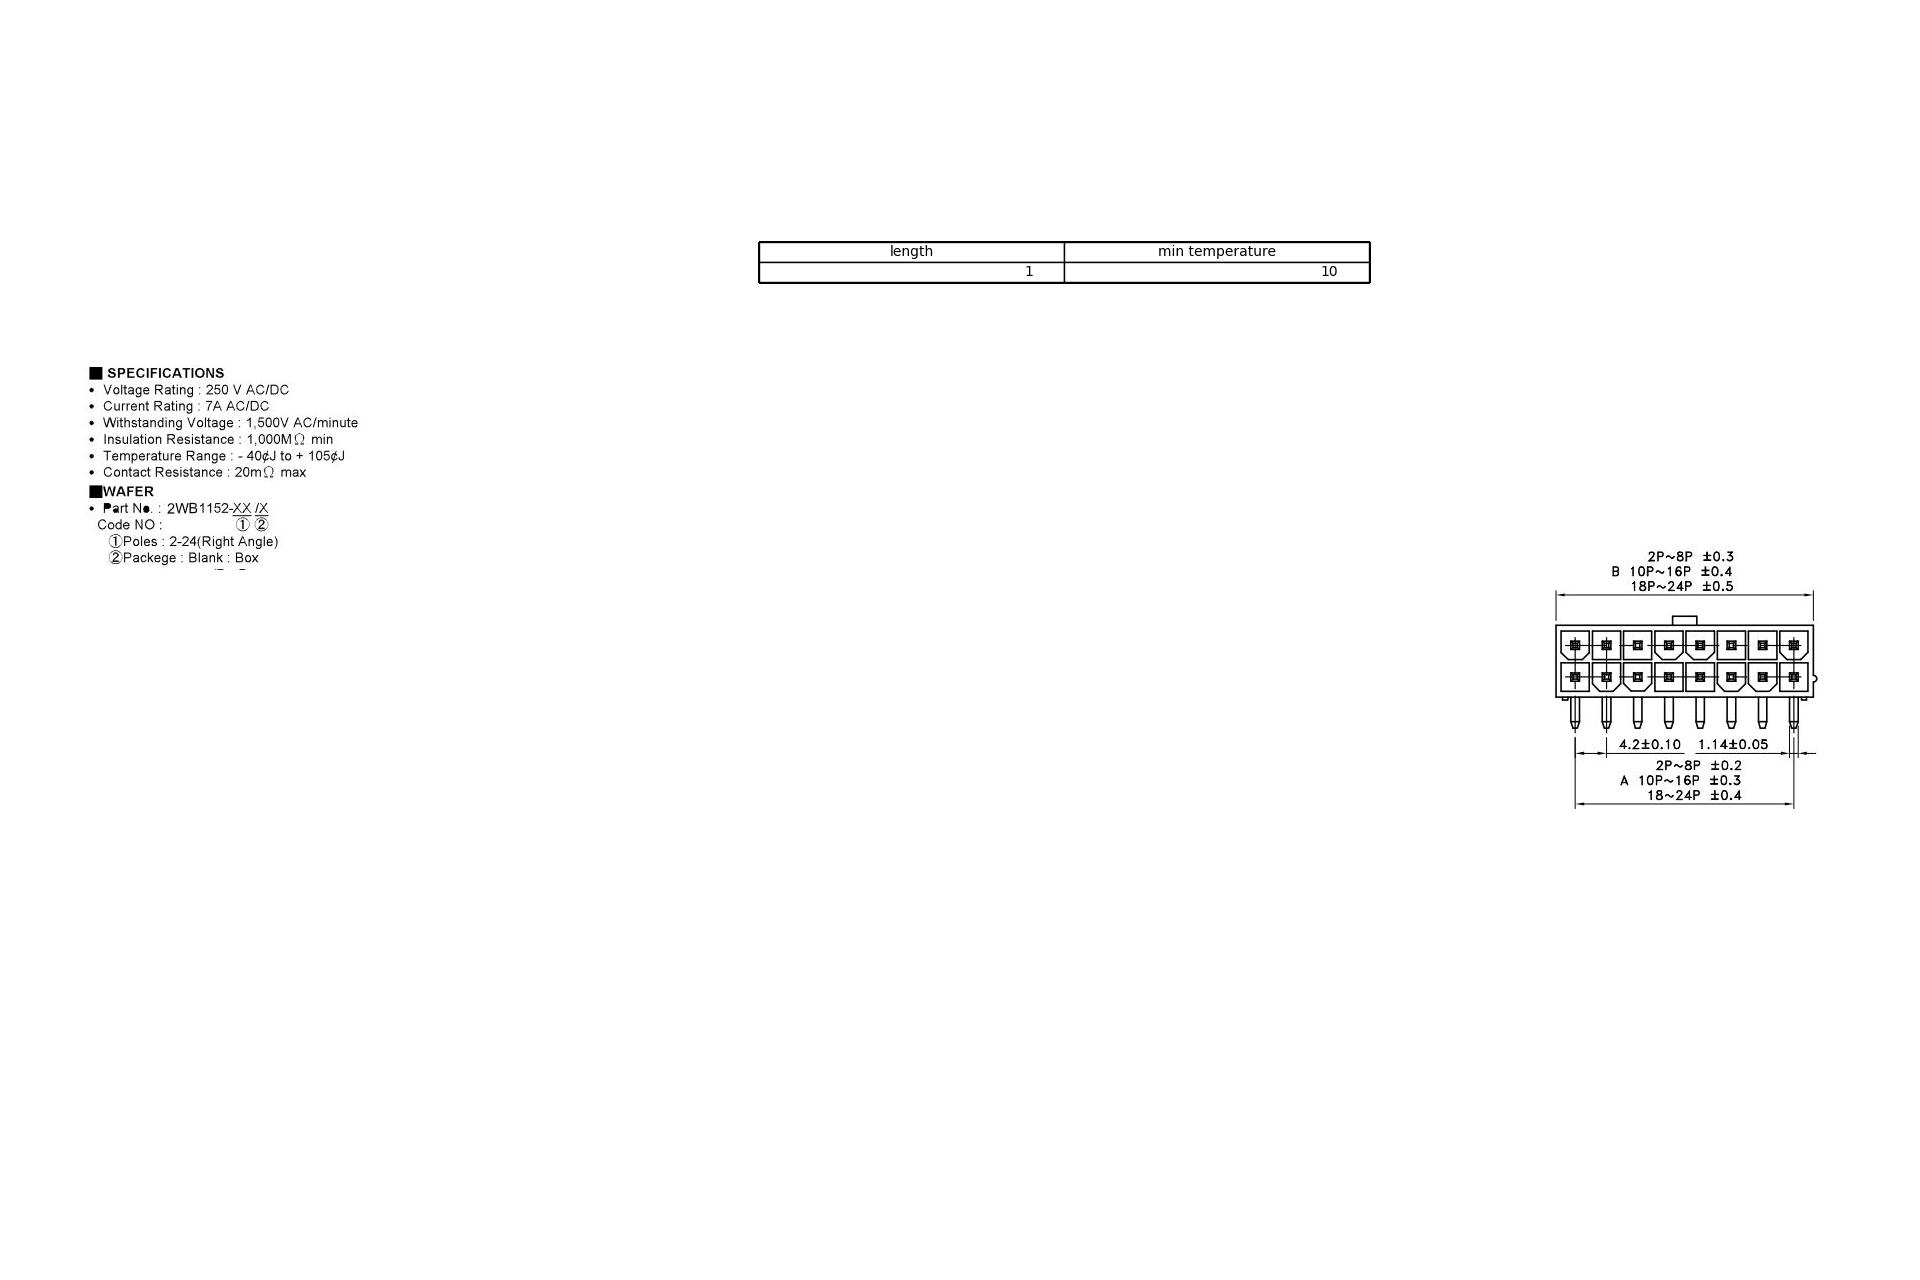 length min temperature
1 10
■ SPECIFICATIONS
• Voltage Rating : 250 V AC/DC
• Current Rating : 7A AC/DC
• Withstanding Voltage : 1,500V AC/minute
• Insulation Resistance : 1,000MΩ min
• Temperature Range : - 40¢J to + 105¢J
• Contact Resistance : 20mΩ max
■WAFER
• Part No. : 2WB1152-XX /X
Code NO : ① ②
①Poles : 2-24(Right Angle)
②Packege : Blank : Box
2P~8P ±0.3
B 10P~16P ±0.4
18P~24P ±0.5
4.2±0.10 1.14±0.05
2P~8P ±0.2
A 10P~16P ±0.3
18~24P ±0.4